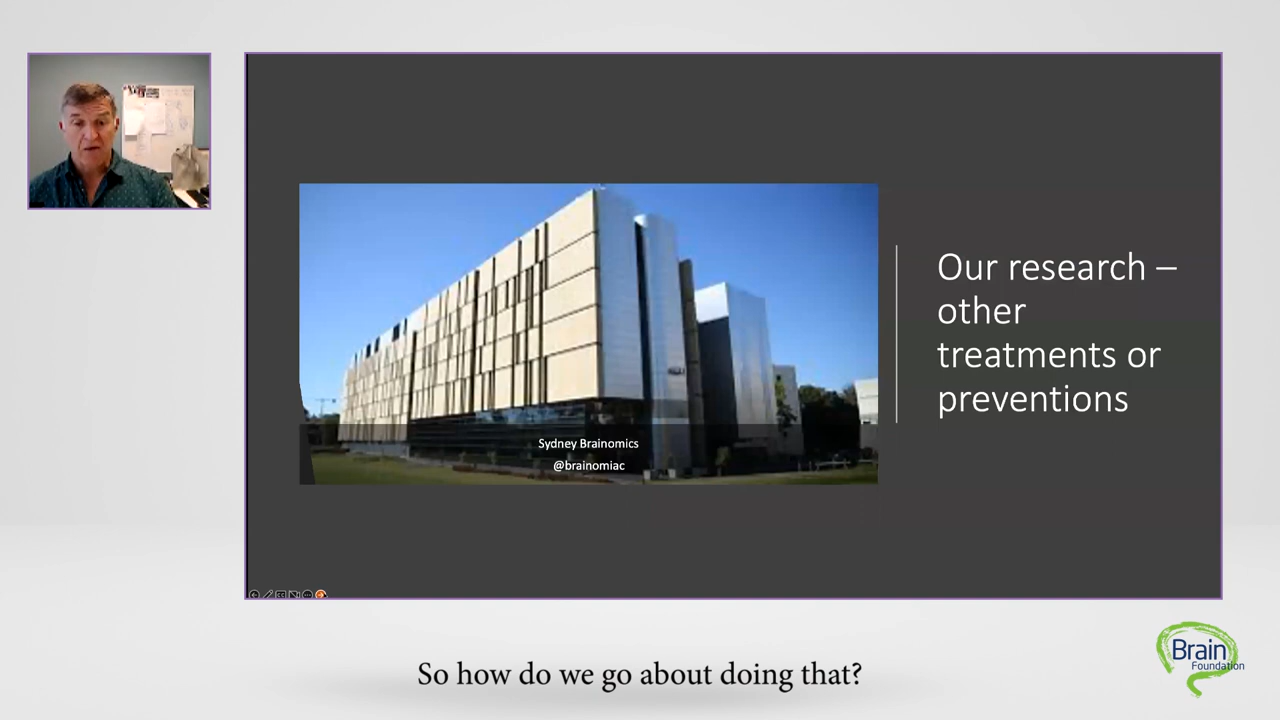 Our research –
other
treatments or
preventions
Sydney Brainomics
@brainomiac
So how do we go about doing that?
Brain
Foundation